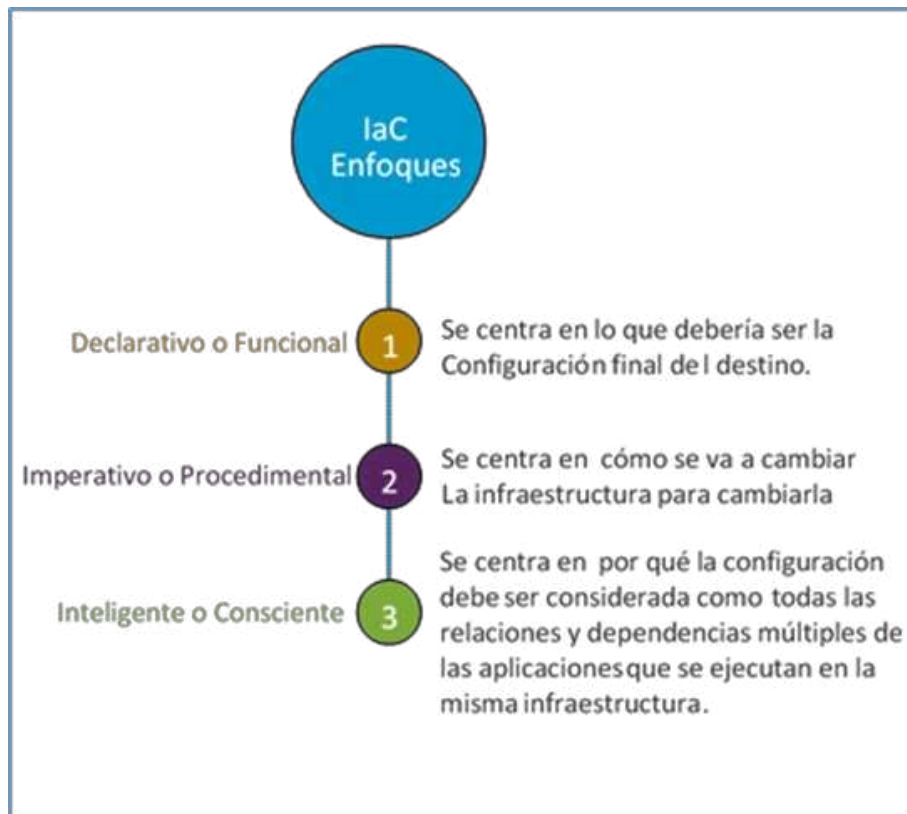 IaC
Enfoques
Declarativo o Funcional
1
Se centra en lo que debería ser la
Configuración final del destino.
Imperativo o Procedimental
2
Se centra en cómo se va a cambiar
La infraestructura para cambiarla
Inteligente o Consciente
3
Se centra en por qué la configuración
debe ser considerada como todas las
relaciones y dependencias múltiples de
las aplicaciones que se ejecutan en la
misma infraestructura.